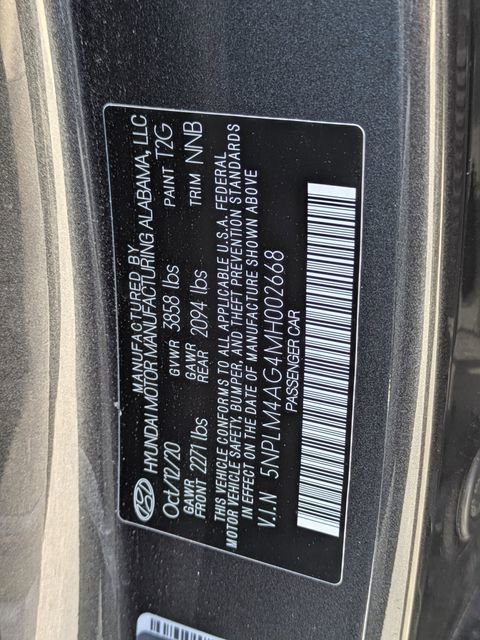 MANUFACTURED BY
HYUNDAI MOTOR MANUFACTURING ALABAMA, LLC
Oct/12/20 GVWR 3858 lbs PAINT T2G
GAWR FRONT 2271 lbs GAWR REAR 2094 lbs TRIM NNB
THIS VEHICLE CONFORMS TO ALL APPLICABLE U.S.A. FEDERAL
MOTOR VEHICLE SAFETY, BUMPER, AND THEFT PREVENTION STANDARDS
IN EFFECT ON THE DATE OF MANUFACTURE SHOWN ABOVE
V.I.N 5NPLM4AG4MH002668
PASSENGER CAR